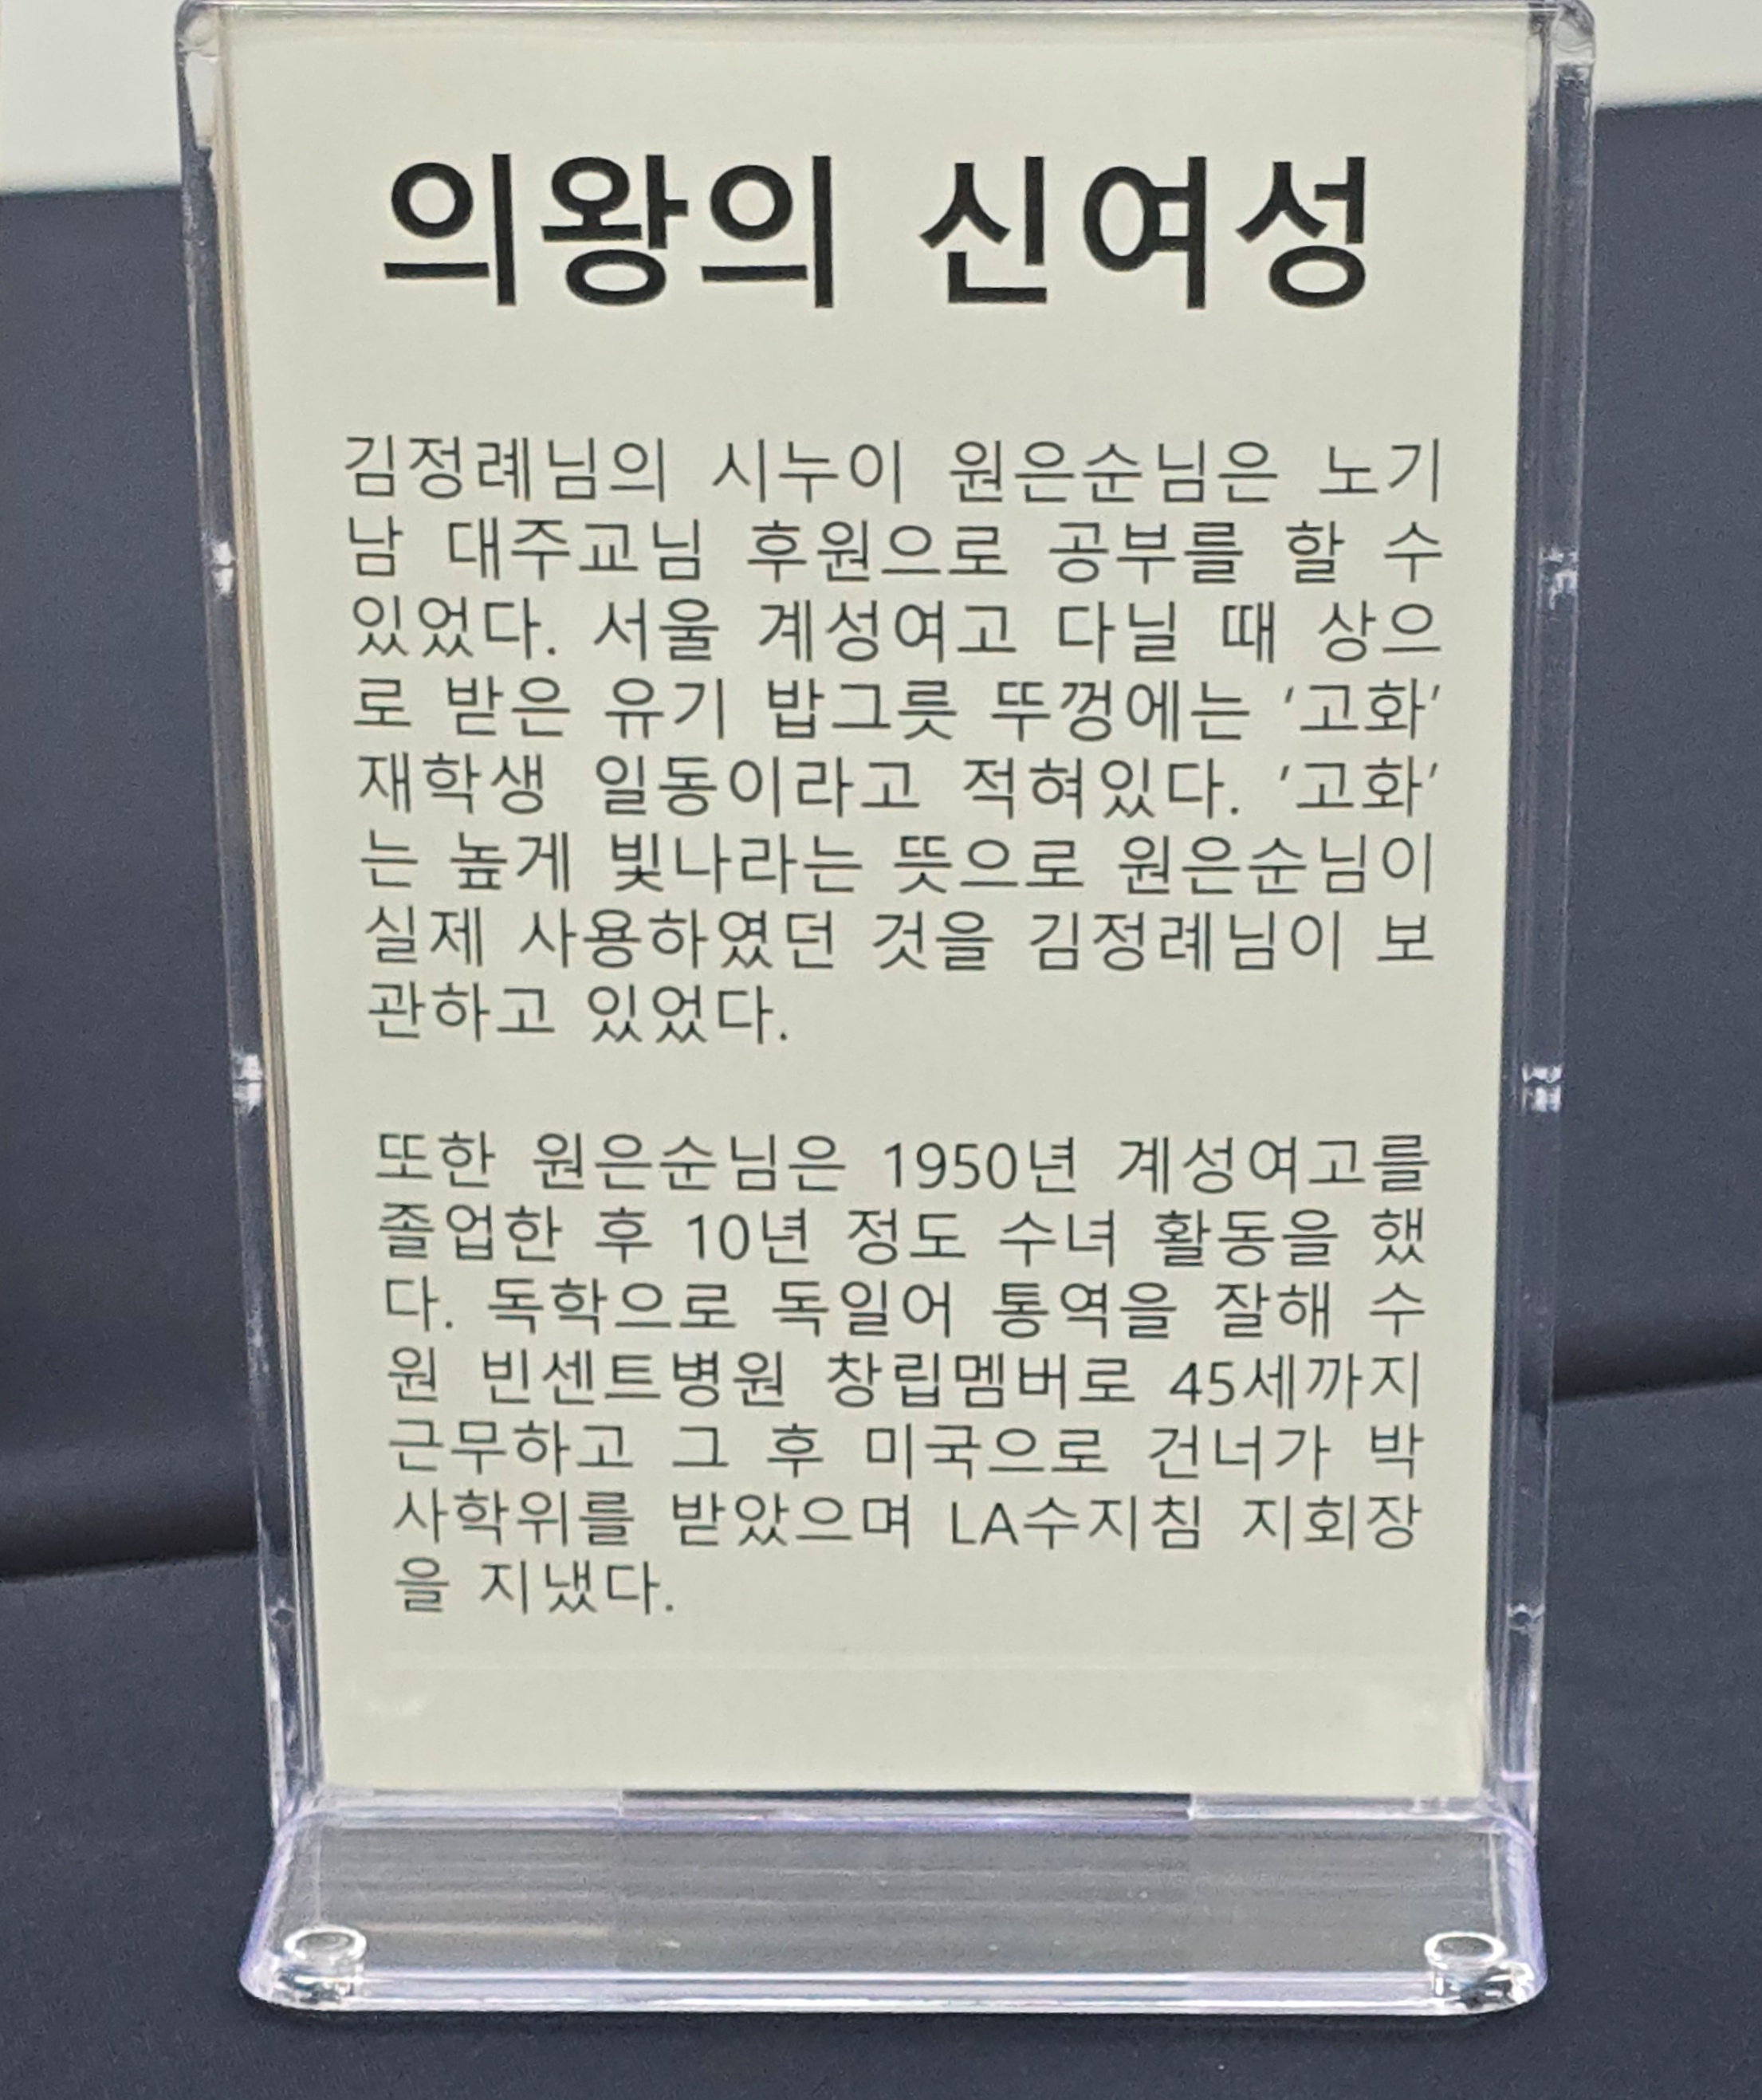 의왕의 신여성
김정례님의 시누이 원은순님은 노기
남 대주교님 후원으로 공부를 할 수
있었다. 서울 계성여고 다닐 때 상으
로 받은 유기 밥그릇 뚜껑에는 ‘고화’
재학생 일동이라고 적혀있다. ‘고화’
는 높게 빛나라는 뜻으로 원은순님이
실제 사용하였던 것을 김정례님이 보
관하고 있었다.
또한 원은순님은 1950년 계성여고를
졸업한 후 10년 정도 수녀 활동을 했
다. 독학으로 독일어 통역을 잘해 수
원 빈센트병원 창립멤버로 45세까지
근무하고 그 후 미국으로 건너가 박
사학위를 받았으며 LA수지침 지회장
을 지냈다.